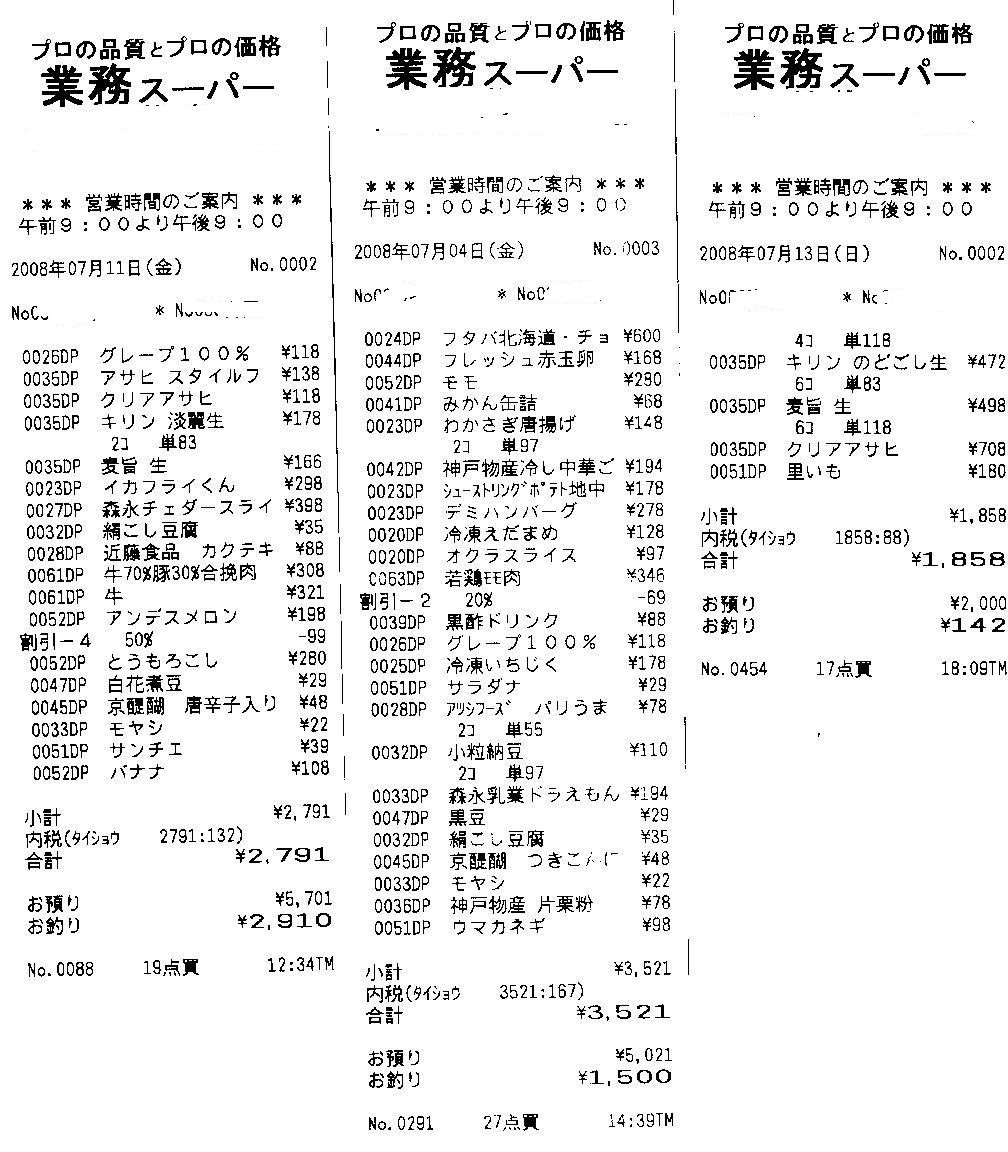 プロの品質とプロの価格
業務スーパー
*** 営業時間のご案内 ***
午前9:00より午後9:00
2008年07月11日(金) No.0002
0026DP グレープ100% ¥118
0035DP アサヒ スタイルフ ¥138
0035DP クリアアサヒ ¥118
0035DP キリン 淡麗生 ¥178
2コ 単83
0035DP 麦旨 生 ¥166
0023DP イカフライくん ¥298
0027DP 森永チェダースライ ¥398
0032DP 絹ごし豆腐 ¥35
0028DP 近藤食品 カクテキ ¥88
0061DP 牛70%豚30%合挽肉 ¥308
0061DP 牛 ¥321
0052DP アンデスメロン ¥198
割引-4 50% -99
0052DP とうもろこし ¥280
0047DP 白花煮豆 ¥29
0045DP 京醍醐 唐辛子入り ¥48
0033DP モヤシ ¥22
0051DP サンチェ ¥39
0052DP バナナ ¥108
小計 ¥2,791
内税(タイショウ 2791:132)
合計 ¥2,791
お預り ¥5,701
お釣り ¥2,910
No.0088 19点買 12:34TM
プロの品質とプロの価格
業務スーパー
*** 営業時間のご案内 ***
午前9:00より午後9:00
2008年07月04日(金) No.0003
0024DP フタバ北海道・チョ ¥600
0044DP フレッシュ赤玉卵 ¥168
0052DP モモ ¥280
0041DP みかん缶詰 ¥68
0023DP わかさぎ唐揚げ ¥148
2コ 単97
0042DP 神戸物産冷し中華ご ¥194
0023DP シューストリングポテト地中 ¥178
0023DP デミハンバーグ ¥278
0020DP 冷凍えだまめ ¥128
0020DP オクラスライス ¥97
0063DP 若鶏モモ肉 ¥346
割引-2 20% -69
0039DP 黒酢ドリンク ¥88
0026DP グレープ100% ¥118
0025DP 冷凍いちじく ¥178
0051DP サラダナ ¥29
0028DP アツシフーズ パリうま ¥78
2コ 単55
0032DP 小粒納豆 ¥110
2コ 単97
0033DP 森永乳業ドラえもん ¥194
0047DP 黒豆 ¥29
0032DP 絹ごし豆腐 ¥35
0045DP 京醍醐 つきこんに ¥48
0033DP モヤシ ¥22
0036DP 神戸物産 片栗粉 ¥78
0051DP ウマカネギ ¥98
小計 ¥3,521
内税(タイショウ 3521:167)
合計 ¥3,521
お預り ¥5,021
お釣り ¥1,500
No.0291 27点買 14:39TM
プロの品質とプロの価格
業務スーパー
*** 営業時間のご案内 ***
午前9:00より午後9:00
2008年07月13日(日) No.0002
4コ 単118
0035DP キリン のどごし生 ¥472
6コ 単83
0035DP 麦旨 生 ¥498
6コ 単118
0035DP クリアアサヒ ¥708
0051DP 里いも ¥180
小計 ¥1,858
内税(タイショウ 1858:88)
合計 ¥1,858
お預り ¥2,000
お釣り ¥142
No.0454 17点買 18:09TM